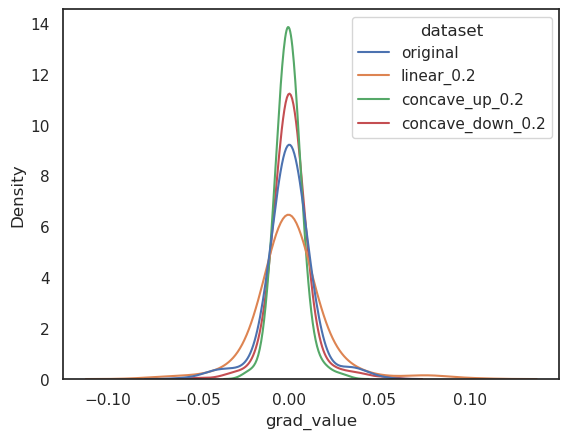 14
12
10
8
6
4
2
0
Density
−0.10
−0.05
0.00
0.05
0.10
grad_value
dataset
original
linear_0.2
concave_up_0.2
concave_down_0.2